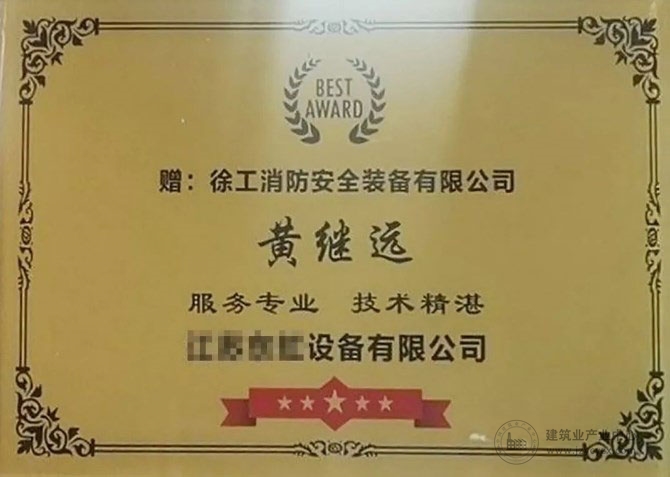 BEST
AWARD
赠：徐工消防安全装备有限公司
黄继远
服务专业 技术精湛
设备有限公司
建筑业产业中